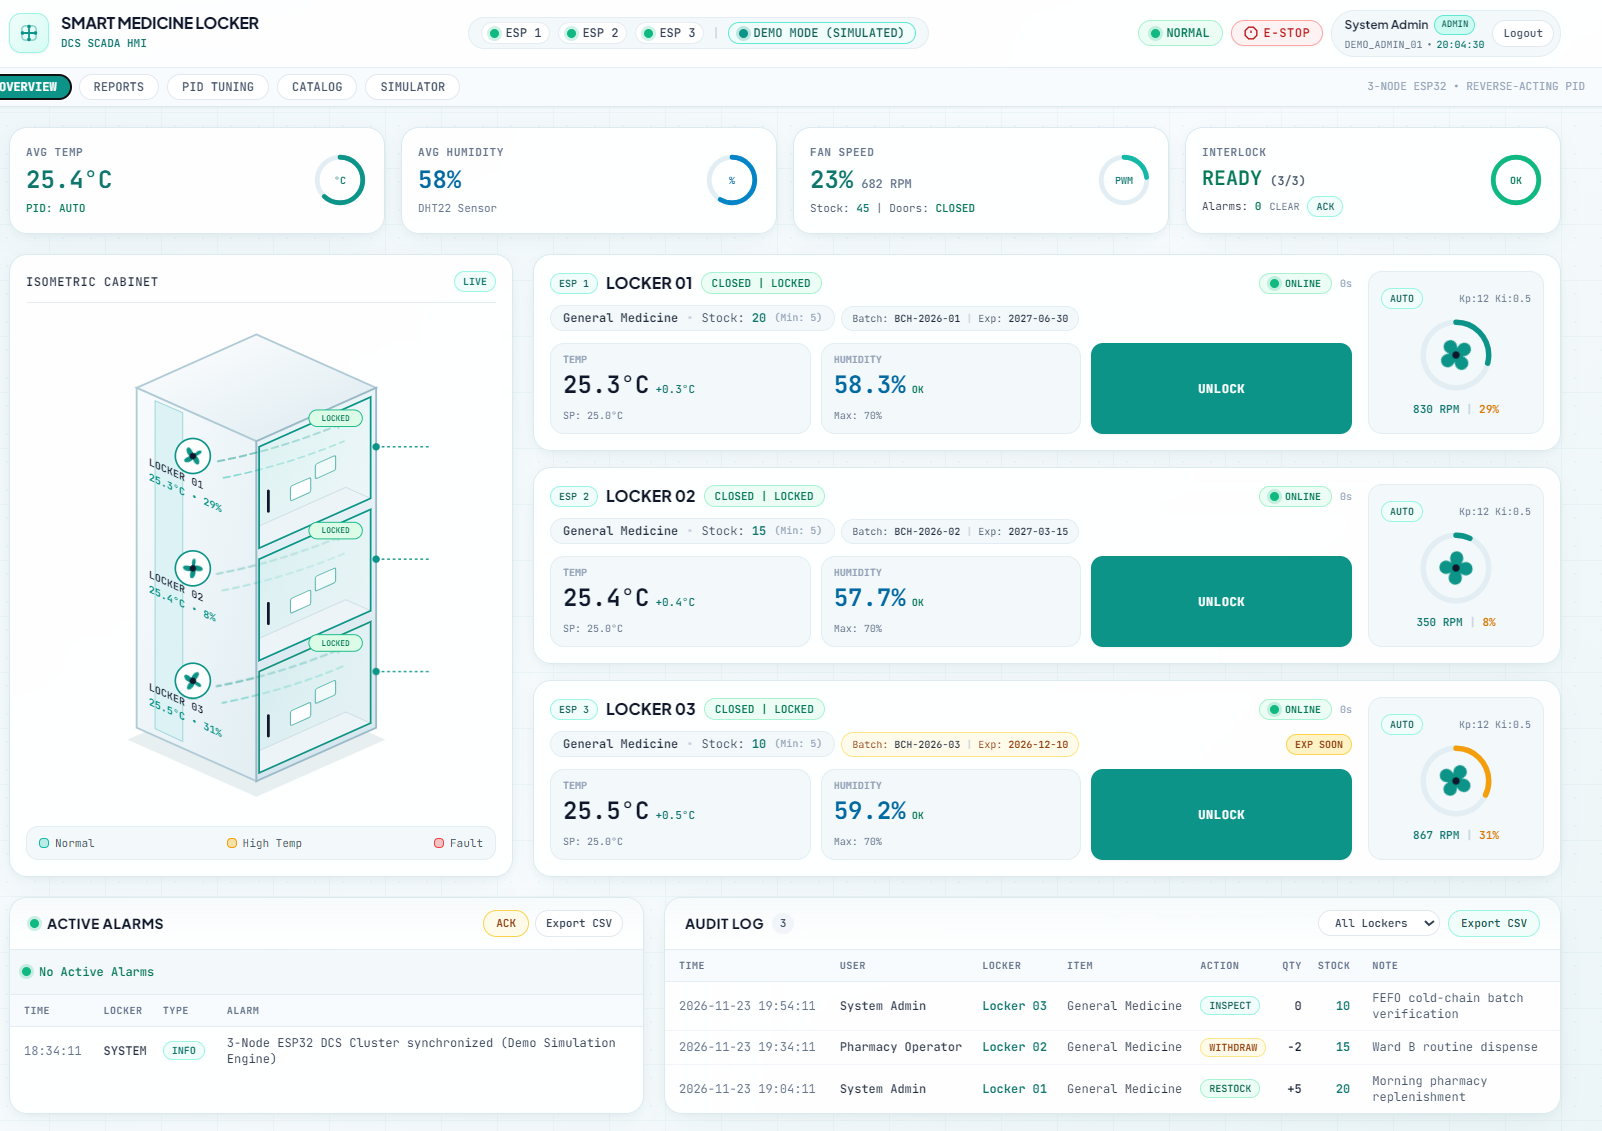 SMART MEDICINE LOCKER
DCS SCADA HMI
ESP 1
ESP 2
ESP 3
|
DEMO MODE (SIMULATED)
NORMAL
E-STOP
System Admin
ADMIN
DEMO_ADMIN_01 • 20:04:30
Logout
OVERVIEW
REPORTS
PID TUNING
CATALOG
SIMULATOR
3-NODE ESP32 • REVERSE-ACTING PID
AVG TEMP
25.4°C
PID: AUTO
°C
AVG HUMIDITY
58%
DHT22 Sensor
%
FAN SPEED
23% 682 RPM
Stock: 45 | Doors: CLOSED
PWM
INTERLOCK
READY (3/3)
Alarms: 0 CLEAR ACK
OK
ISOMETRIC CABINET
LIVE
LOCKED
LOCKER 01
25.3°C • 29%
LOCKED
LOCKER 02
25.4°C • 8%
LOCKED
LOCKER 03
25.5°C • 31%
Normal
High Temp
Fault
ESP 1
LOCKER 01
CLOSED | LOCKED
ONLINE
0s
General Medicine • Stock: 20 (Min: 5)
Batch: BCH-2026-01 | Exp: 2027-06-30
TEMP
25.3°C +0.3°C
SP: 25.0°C
HUMIDITY
58.3% OK
Max: 70%
UNLOCK
AUTO
Kp:12 Ki:0.5
830 RPM | 29%
ESP 2
LOCKER 02
CLOSED | LOCKED
ONLINE
0s
General Medicine • Stock: 15 (Min: 5)
Batch: BCH-2026-02 | Exp: 2027-03-15
TEMP
25.4°C +0.4°C
SP: 25.0°C
HUMIDITY
57.7% OK
Max: 70%
UNLOCK
AUTO
Kp:12 Ki:0.5
350 RPM | 8%
ESP 3
LOCKER 03
CLOSED | LOCKED
ONLINE
0s
General Medicine • Stock: 10 (Min: 5)
Batch: BCH-2026-03 | Exp: 2026-12-10
EXP SOON
TEMP
25.5°C +0.5°C
SP: 25.0°C
HUMIDITY
59.2% OK
Max: 70%
UNLOCK
AUTO
Kp:12 Ki:0.5
867 RPM | 31%
ACTIVE ALARMS
ACK
Export CSV
No Active Alarms
TIME LOCKER TYPE ALARM
18:34:11 SYSTEM INFO 3-Node ESP32 DCS Cluster synchronized (Demo Simulation
Engine)
AUDIT LOG 3
All Lockers
Export CSV
TIME USER LOCKER ITEM ACTION QTY STOCK NOTE
2026-11-23 19:54:11 System Admin Locker 03 General Medicine INSPECT 0 10 FEFO cold-chain batch
verification
2026-11-23 19:34:11 Pharmacy Operator Locker 02 General Medicine WITHDRAW -2 15 Ward B routine dispense
2026-11-23 19:04:11 System Admin Locker 01 General Medicine RESTOCK +5 20 Morning pharmacy
replenishment